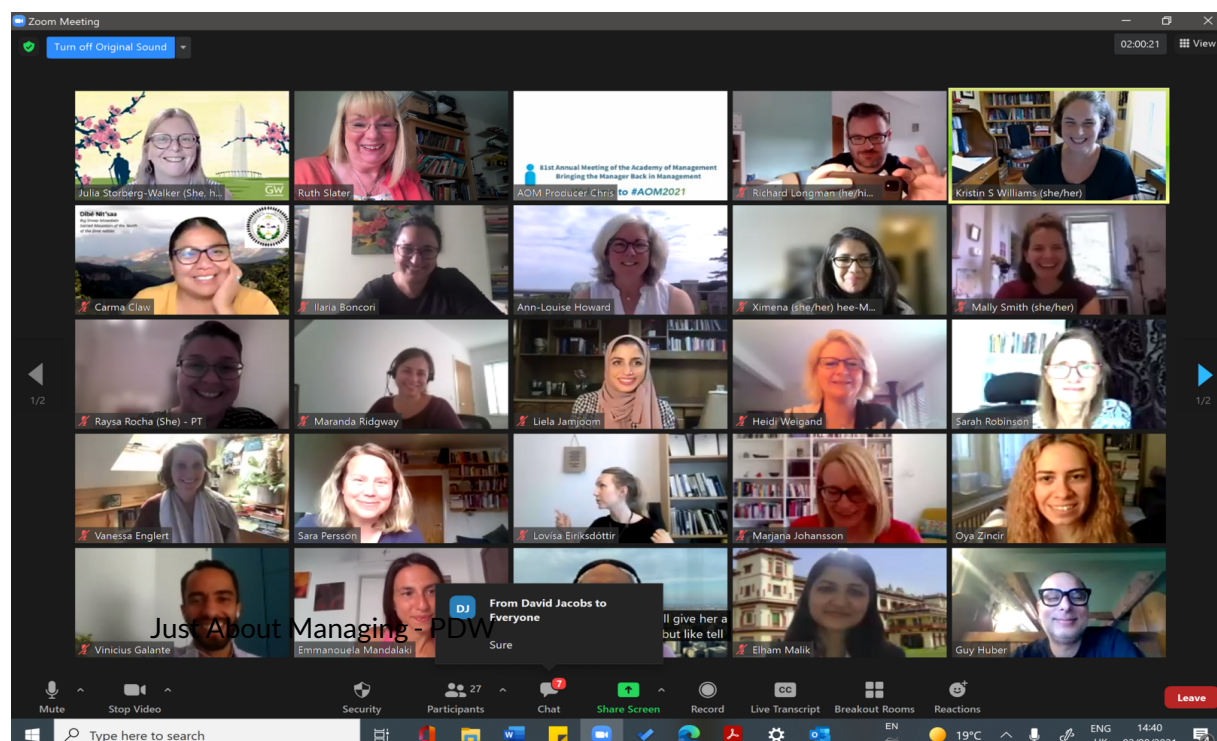 Zoom Meeting
Turn off Original Sound
02:00:21
View
Julia Storberg-Walker (She, h...
GW
Ruth Slater
81st Annual Meeting of the Academy of Management
Bringing the Manager Back in Management
AOM Producer Chris
to #AOM2021
Richard Longman (he/hi...
Kristin S Williams (she/her)
Dibé Nit'saa
Carma Claw
Ilaria Boncori
Ann-Louise Howard
Ximena (she/her) hee-M...
Mally Smith (she/her)
1/2
1/2
Raysa Rocha (She) - PT
Maranda Ridgway
Liela Jamjoom
Heidi Weigand
Sarah Robinson
Vanessa Englert
Sara Persson
Lovísa Eiríksdóttir
Marjana Johansson
Oya Zincir
DJ
From David Jacobs to
Everyone
Sure
ll give her a
but like tell
Just About Managing - PDW
Vinicius Galante
Emmanouela Mandalaki
Elham Malik
Guy Huber
Mute
Stop Video
Security
27
Participants
7
Chat
Share Screen
Record
CC
Live Transcript
Breakout Rooms
Reactions
Leave
Type here to search
EN
19°C
ENG
14:40